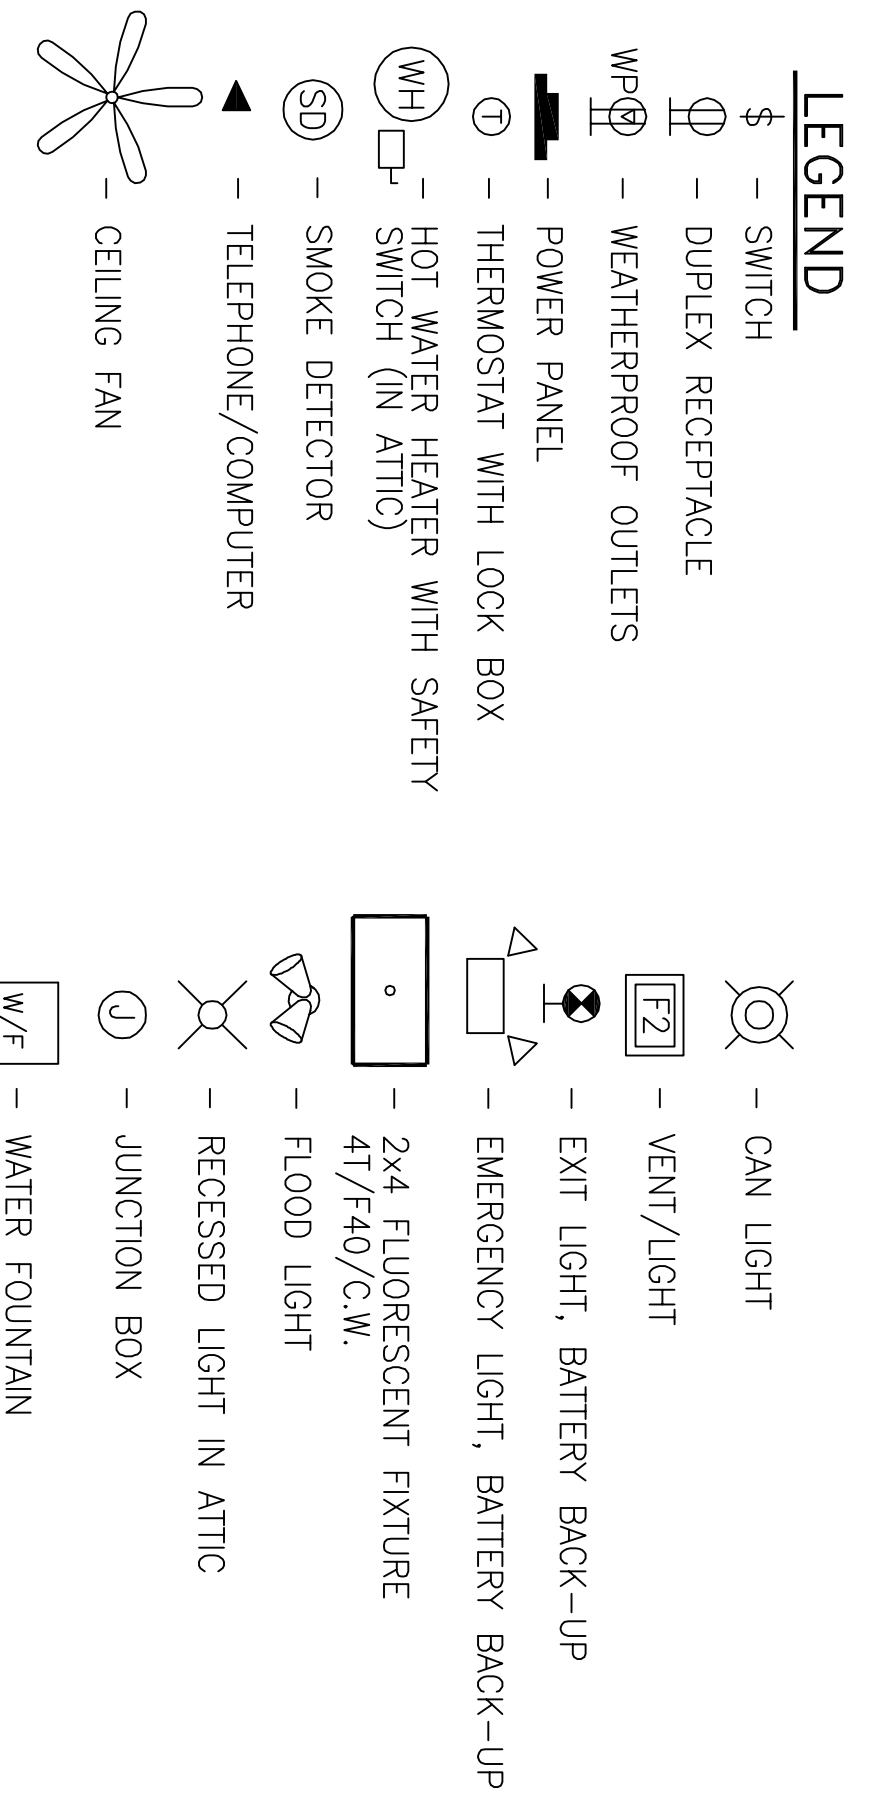 LEGEND
$ – SWITCH
– DUPLEX RECEPTACLE
WP – WEATHERPROOF OUTLETS
– POWER PANEL
T – THERMOSTAT WITH LOCK BOX
WH – HOT WATER HEATER WITH SAFETY
SWITCH (IN ATTIC)
SD – SMOKE DETECTOR
– TELEPHONE/COMPUTER
– CEILING FAN
– CAN LIGHT
F2 – VENT/LIGHT
– EXIT LIGHT, BATTERY BACK-UP
– EMERGENCY LIGHT, BATTERY BACK-UP
– 2x4 FLUORESCENT FIXTURE
4T/F40/C.W.
– FLOOD LIGHT
– RECESSED LIGHT IN ATTIC
J – JUNCTION BOX
W/F – WATER FOUNTAIN